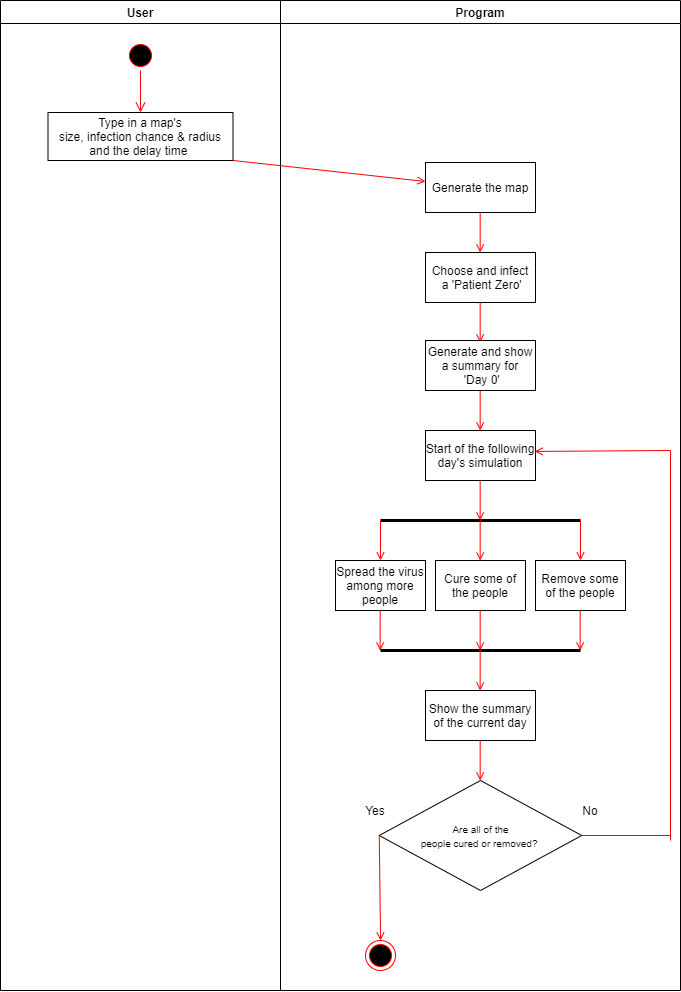 User
Program
Type in a map's
size, infection chance & radius
and the delay time
Generate the map
Choose and infect
a 'Patient Zero'
Generate and show
a summary for
'Day 0'
Start of the following
day's simulation
Spread the virus
among more
people
Cure some of
the people
Remove some
of the people
Show the summary
of the current day
Yes
No
Are all of the
people cured or removed?